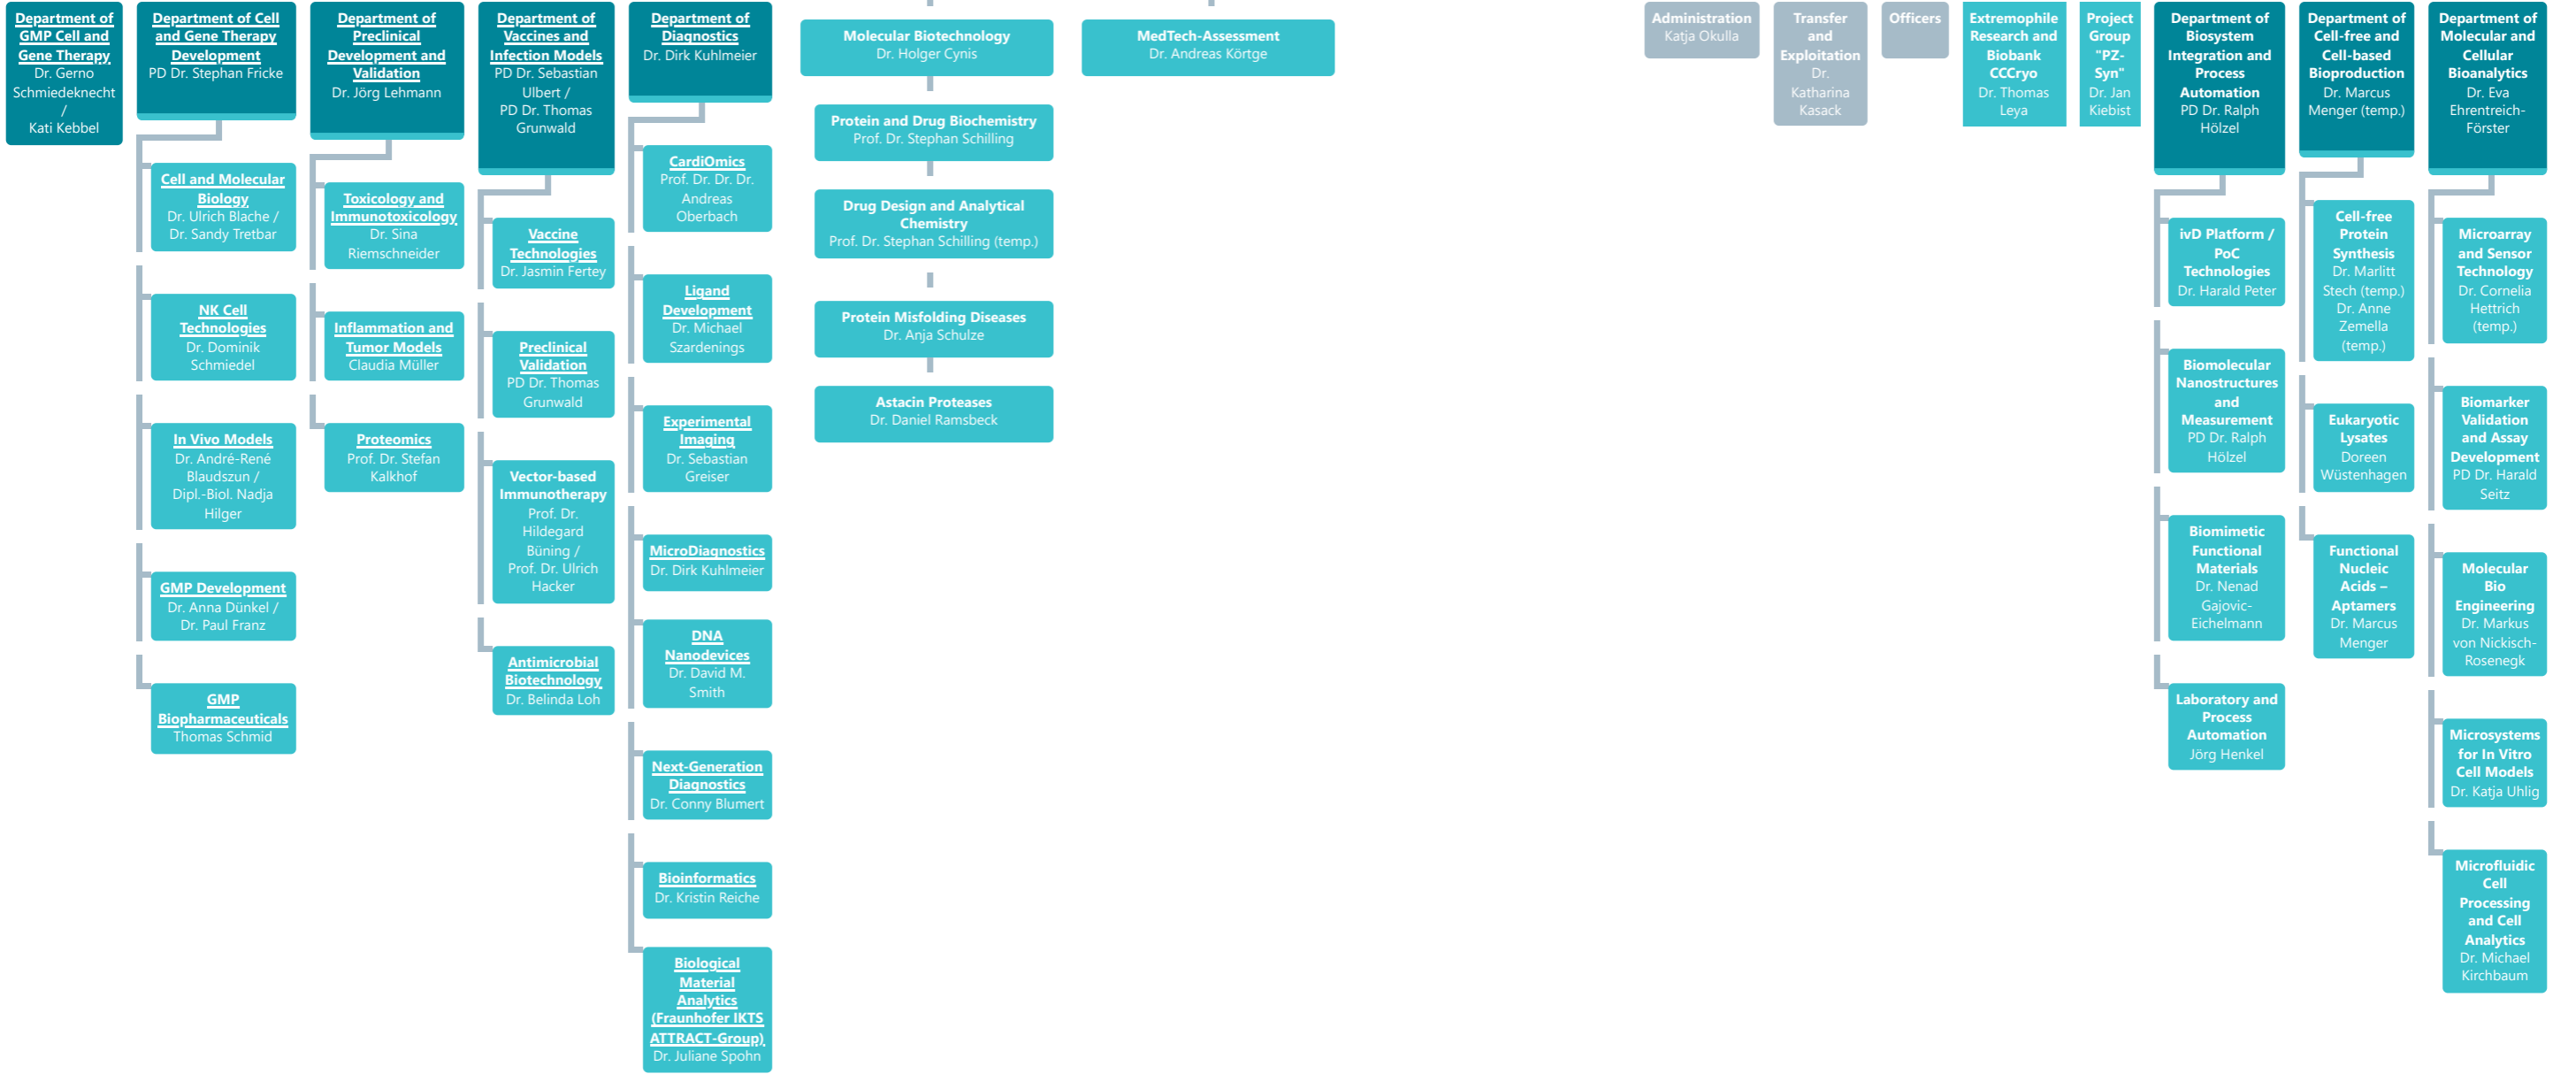 Department of
GMP Cell and
Gene Therapy
Dr. Gerno
Schmiedeknecht
/
Kati Kebbel
Department of Cell
and Gene Therapy
Development
PD Dr. Stephan Fricke
Cell and Molecular
Biology
Dr. Ulrich Blache /
Dr. Sandy Tretbar
NK Cell
Technologies
Dr. Dominik
Schmiedel
In Vivo Models
Dr. André-René
Blaudszun /
Dipl.-Biol. Nadja
Hilger
GMP Development
Dr. Anna Dünkel /
Dr. Paul Franz
GMP
Biopharmaceuticals
Thomas Schmid
Department of
Preclinical
Development and
Validation
Dr. Jörg Lehmann
Toxicology and
Immunotoxicology
Dr. Sina
Riemschneider
Inflammation and
Tumor Models
Claudia Müller
Proteomics
Prof. Dr. Stefan
Kalkhof
Department of
Vaccines and
Infection Models
PD Dr. Sebastian
Ulbert /
PD Dr. Thomas
Grunwald
Vaccine
Technologies
Dr. Jasmin Fertey
Preclinical
Validation
PD Dr. Thomas
Grunwald
Vector-based
Immunotherapy
Prof. Dr.
Hildegard
Büning /
Prof. Dr. Ulrich
Hacker
Antimicrobial
Biotechnology
Dr. Belinda Loh
Department of
Diagnostics
Dr. Dirk Kuhlmeier
CardiOmics
Prof. Dr. Dr. Dr.
Andreas
Oberbach
Ligand
Development
Dr. Michael
Szardenings
Experimental
Imaging
Dr. Sebastian
Greiser
MicroDiagnostics
Dr. Dirk Kuhlmeier
DNA
Nanodevices
Dr. David M.
Smith
Next-Generation
Diagnostics
Dr. Conny Blumert
Bioinformatics
Dr. Kristin Reiche
Biological
Material
Analytics
(Fraunhofer IKTS
ATTRACT-Group)
Dr. Juliane Spohn
Molecular Biotechnology
Dr. Holger Cynis
Protein and Drug Biochemistry
Prof. Dr. Stephan Schilling
Drug Design and Analytical
Chemistry
Prof. Dr. Stephan Schilling (temp.)
Protein Misfolding Diseases
Dr. Anja Schulze
Astacin Proteases
Dr. Daniel Ramsbeck
MedTech-Assessment
Dr. Andreas Körtge
Administration
Katja Okulla
Transfer
and
Exploitation
Dr.
Katharina
Kasack
Officers
Extremophile
Research and
Biobank
CCCryo
Dr. Thomas
Leya
Project
Group
"PZ-
Syn"
Dr. Jan
Kiebist
Department of
Biosystem
Integration and
Process
Automation
PD Dr. Ralph
Hölzel
ivD Platform /
PoC
Technologies
Dr. Harald Peter
Biomolecular
Nanostructures
and
Measurement
PD Dr. Ralph
Hölzel
Biomimetic
Functional
Materials
Dr. Nenad
Gajovic-
Eichelmann
Laboratory and
Process
Automation
Jörg Henkel
Department of
Cell-free and
Cell-based
Bioproduction
Dr. Marcus
Menger (temp.)
Cell-free
Protein
Synthesis
Dr. Marlitt
Stech (temp.)
Dr. Anne
Zemella
(temp.)
Eukaryotic
Lysates
Doreen
Wüstenhagen
Functional
Nucleic
Acids –
Aptamers
Dr. Marcus
Menger
Department of
Molecular and
Cellular
Bioanalytics
Dr. Eva
Ehrentreich-
Förster
Microarray
and Sensor
Technology
Dr. Cornelia
Hettrich
(temp.)
Biomarker
Validation
and Assay
Development
PD Dr. Harald
Seitz
Molecular
Bio
Engineering
Dr. Markus
von Nickisch-
Rosenegk
Microsystems
for In Vitro
Cell Models
Dr. Katja Uhlig
Microfluidic
Cell
Processing
and Cell
Analytics
Dr. Michael
Kirchbaum